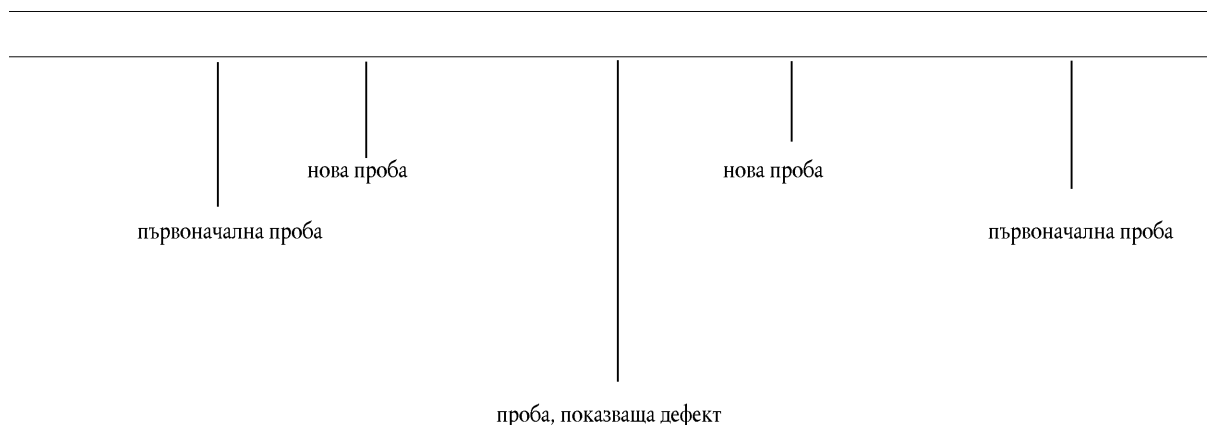 нова проба
нова проба
първоначална проба
първоначална проба
проба, показваща дефект